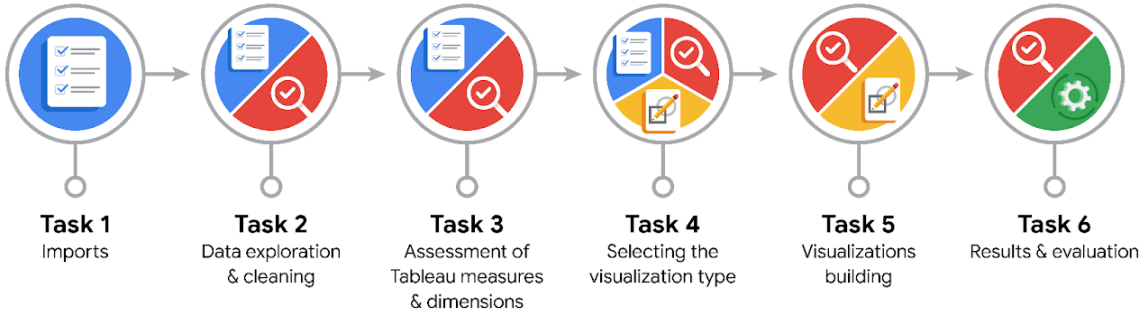 Task 1
Imports
Task 2
Data exploration
& cleaning
Task 3
Assessment of
Tableau measures
& dimensions
Task 4
Selecting the
visualization type
Task 5
Visualizations
building
Task 6
Results & evaluation